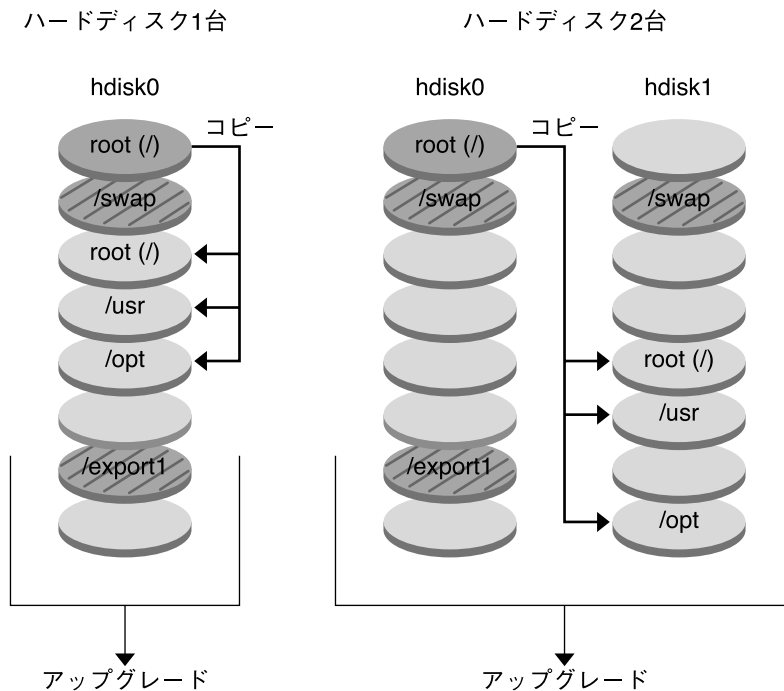 ハードディスク1台
hdisk0
コピー
root (/)
/swap
root (/)
/usr
/opt
/export1
アップグレード
ハードディスク2台
hdisk0
hdisk1
コピー
root (/)
/swap
/export1
/swap
root (/)
/usr
/opt
アップグレード